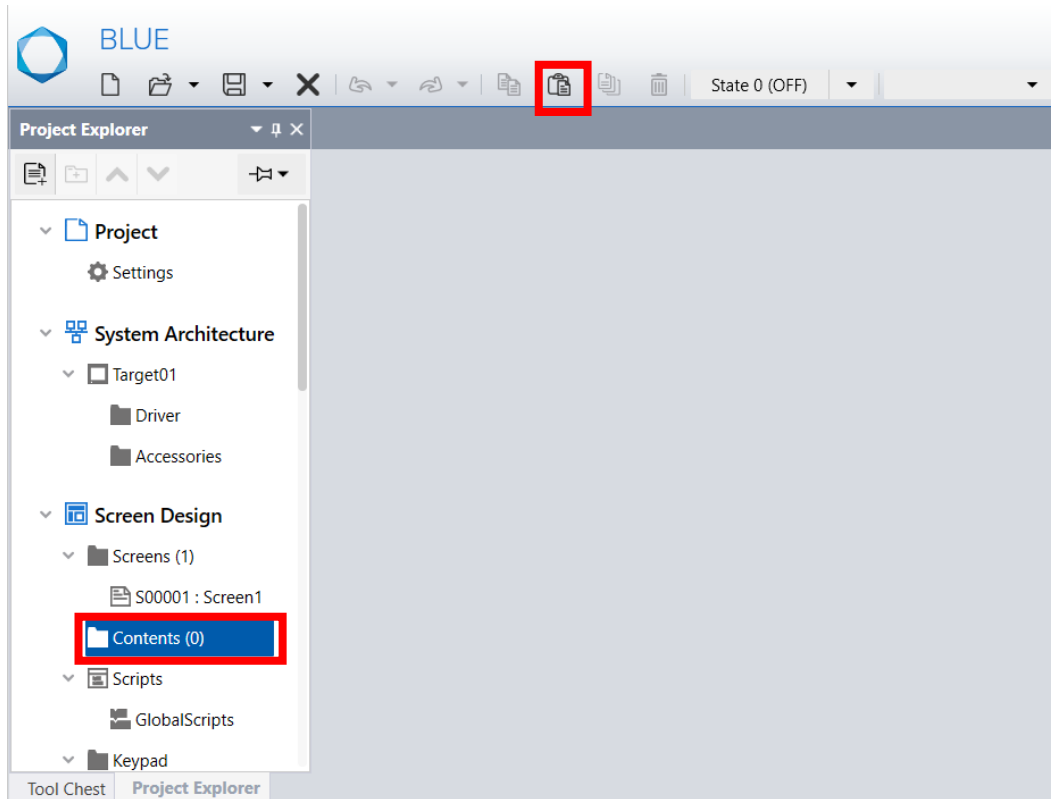 BLUE
State 0 (OFF)
Project Explorer
Project
Settings
System Architecture
Target01
Driver
Accessories
Screen Design
Screens (1)
S00001 : Screen1
Contents (0)
Scripts
GlobalScripts
Keypad
Tool Chest Project Explorer